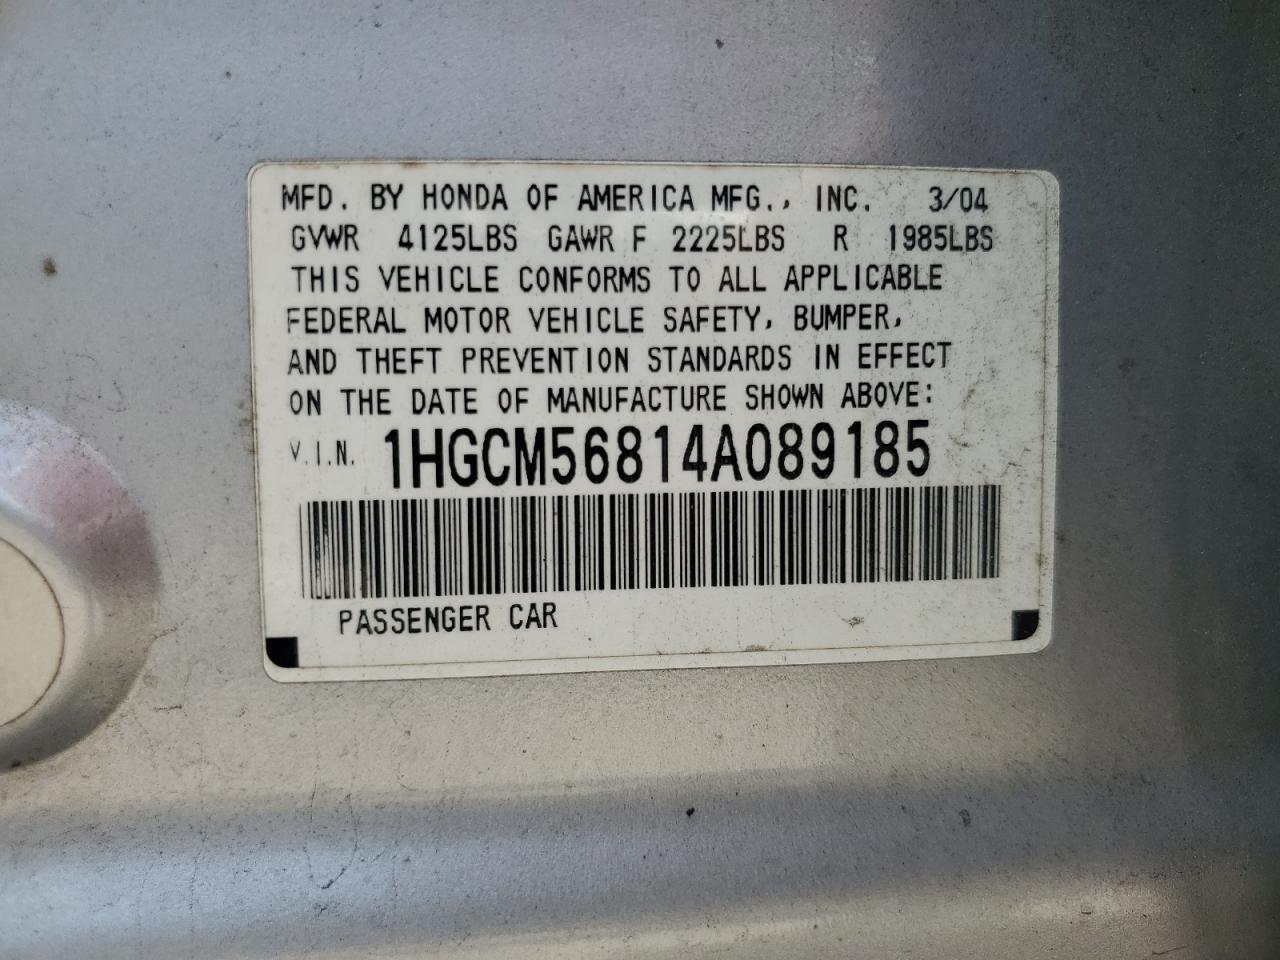 MFD. BY HONDA OF AMERICA MFG., INC. 3/04
GVWR 4125LBS GAWR F 2225LBS R 1985LBS
THIS VEHICLE CONFORMS TO ALL APPLICABLE
FEDERAL MOTOR VEHICLE SAFETY, BUMPER,
AND THEFT PREVENTION STANDARDS IN EFFECT
ON THE DATE OF MANUFACTURE SHOWN ABOVE:
V.I.N. 1HGCM56814A089185
PASSENGER CAR